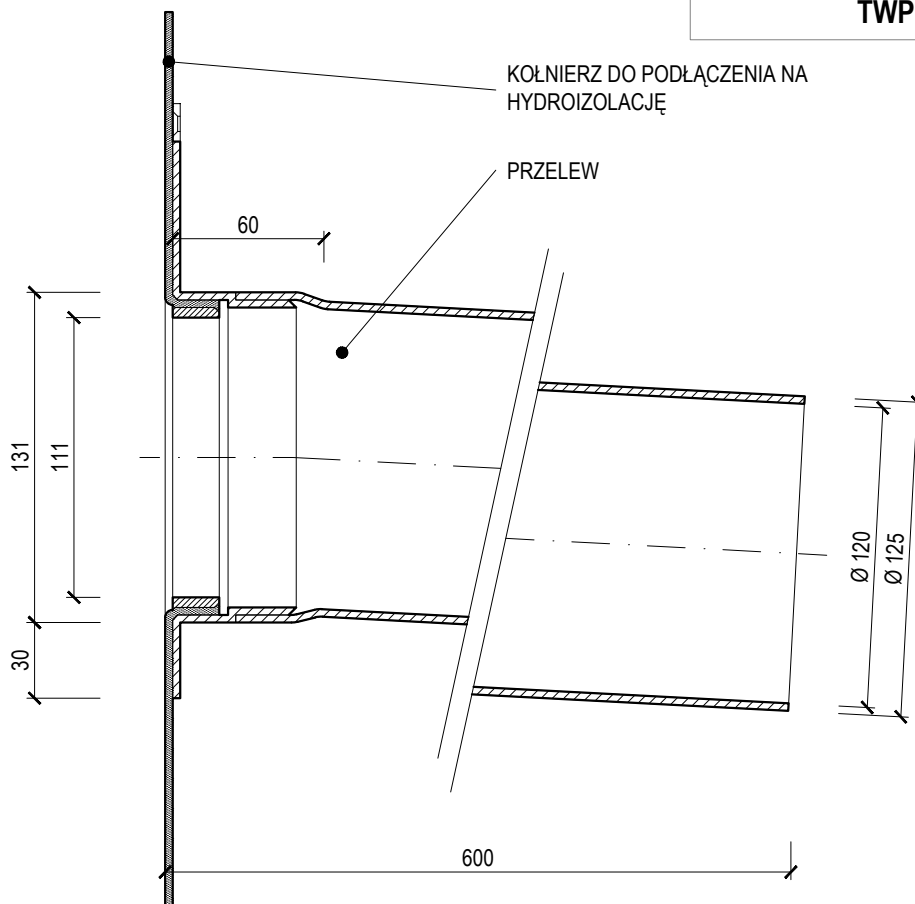 TWP
KOŁNIERZ DO PODŁĄCZENIA NA
HYDROIZOLACJĘ
PRZELEW
60
131
111
30
Ø 120
Ø 125
600